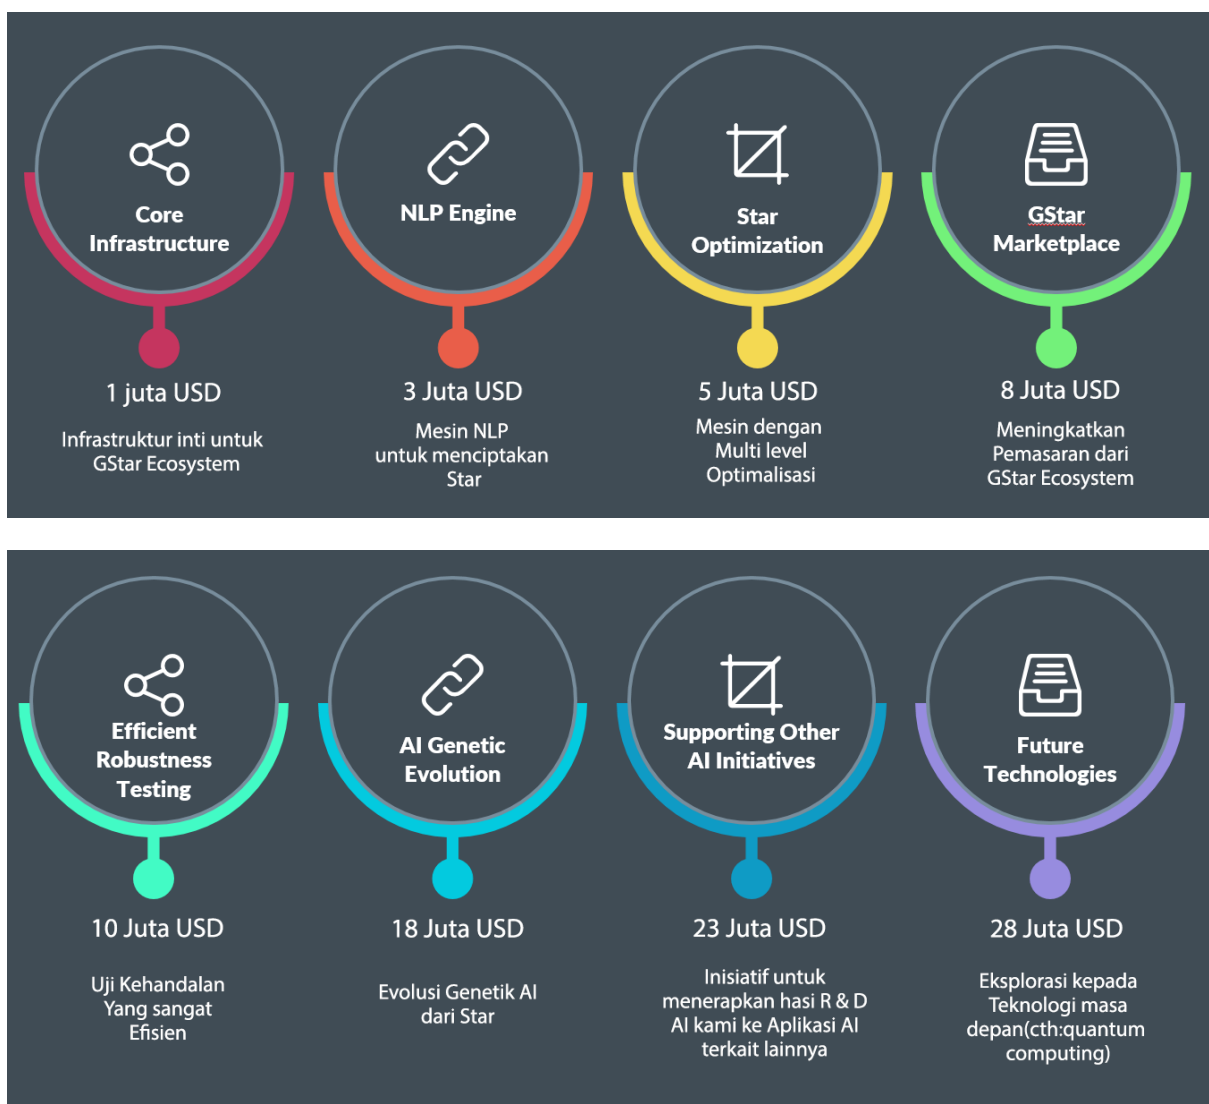 Core
Infrastructure
1 juta USD
Infrastruktur inti untuk
GStar Ecosystem
NLP Engine
3 Juta USD
Mesin NLP
untuk menciptakan
Star
Star
Optimization
5 Juta USD
Mesin dengan
Multi level
Optimalisasi
GStar
Marketplace
8 Juta USD
Meningkatkan
Pemasaran dari
GStar Ecosystem
Efficient
Robustness
Testing
10 Juta USD
Uji Kehandalan
Yang sangat
Efisien
AI Genetic
Evolution
18 Juta USD
Evolusi Genetik AI
dari Star
Supporting Other
AI Initiatives
23 Juta USD
Inisiatif untuk
menerapkan hasi R & D
AI kami ke Aplikasi AI
terkait lainnya
Future
Technologies
28 Juta USD
Eksplorasi kepada
Teknologi masa
depan(cth:quantum
computing)